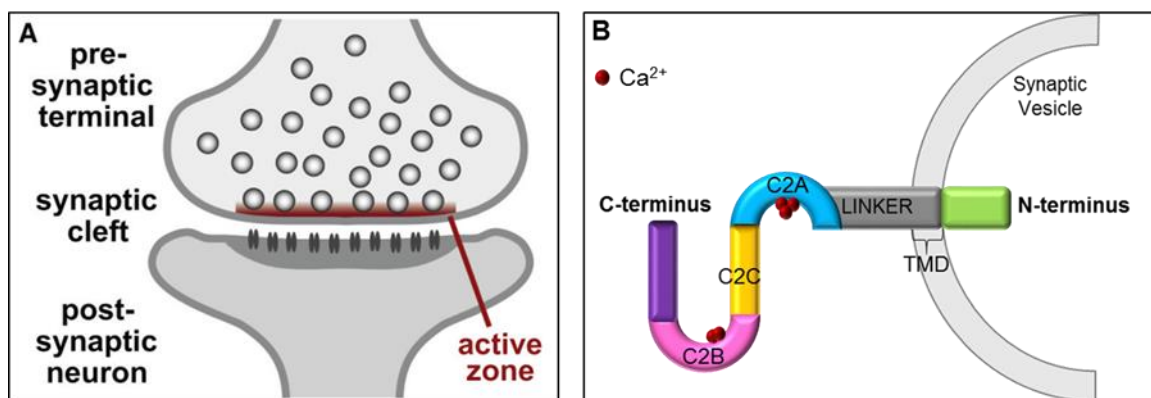 A
pre-
synaptic
terminal
synaptic
cleft
post-
synaptic
neuron
active
zone
B
Ca²⁺
Synaptic
Vesicle
C2A
C-terminus
LINKER
N-terminus
TMD
C2C
C2B